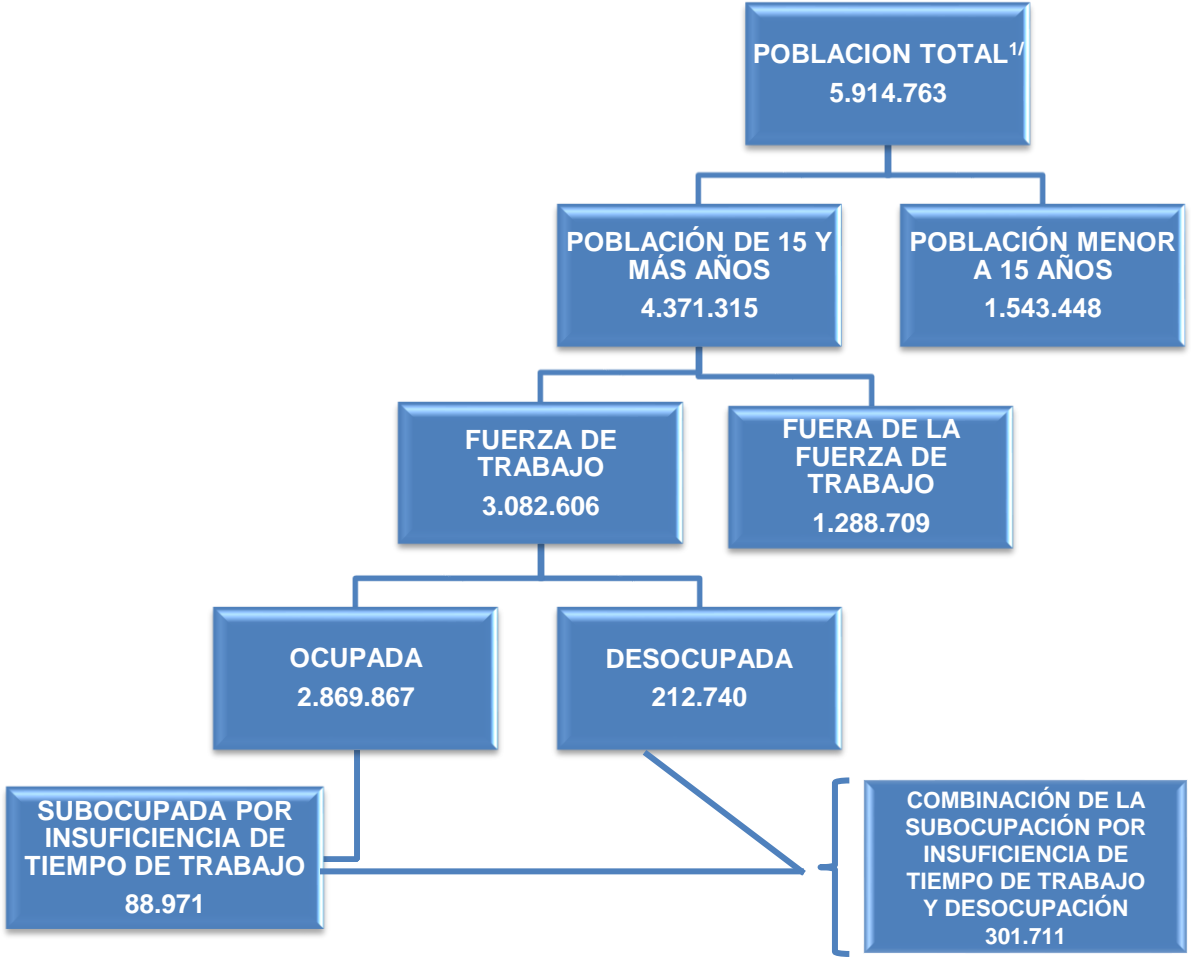 POBLACION TOTAL1/
5.914.763
POBLACIÓN DE 15 Y
MÁS AÑOS
4.371.315
POBLACIÓN MENOR
A 15 AÑOS
1.543.448
FUERZA DE
TRABAJO
3.082.606
FUERA DE LA
FUERZA DE
TRABAJO
1.288.709
OCUPADA
2.869.867
DESOCUPADA
212.740
SUBOCUPADA POR
INSUFICIENCIA DE
TIEMPO DE TRABAJO
88.971
COMBINACIÓN DE LA
SUBOCUPACIÓN POR
INSUFICIENCIA DE
TIEMPO DE TRABAJO
Y DESOCUPACIÓN
301.711